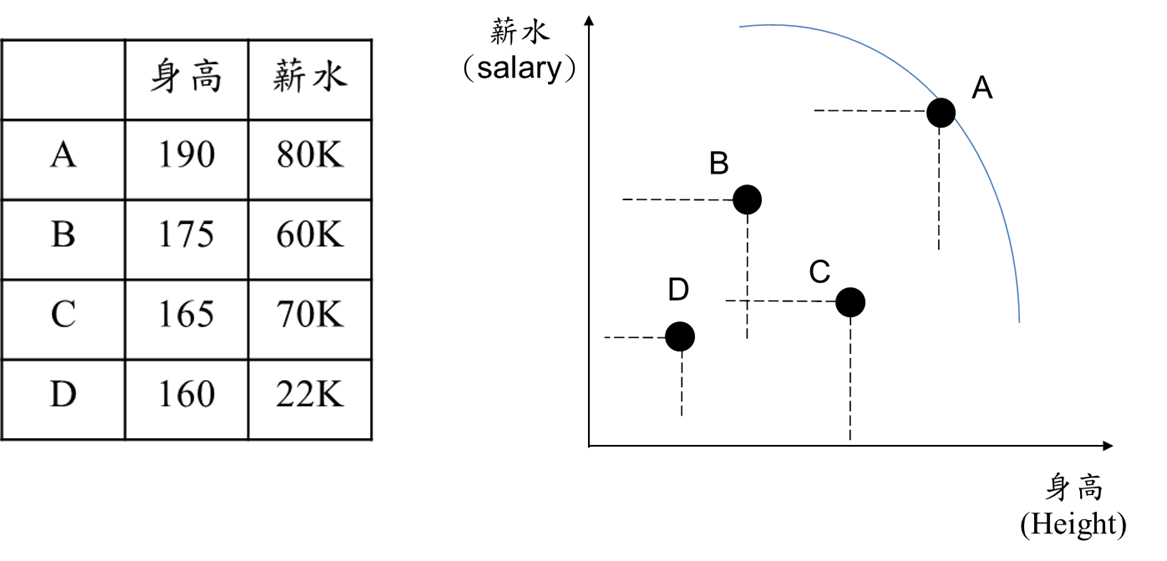 身高 薪水
A 190 80K
B 175 60K
C 165 70K
D 160 22K
薪水
（salary）
A
B
C
D
身高
(Height)